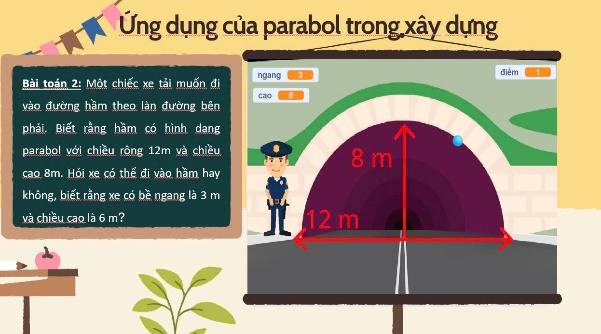 Ứng dụng của parabol trong xây dựng
Bài toán 2: Một chiếc xe tải muốn đi
vào đường hầm theo làn đường bên
phải. Biết rằng hầm có hình dạng
parabol với chiều rộng 12m và chiều
cao 8m. Hỏi xe có thể đi vào hầm hay
không, biết rằng xe có bề ngang là 3 m
và chiều cao là 6 m?
ngang 3
cao 6
điểm 1
8 m
12 m